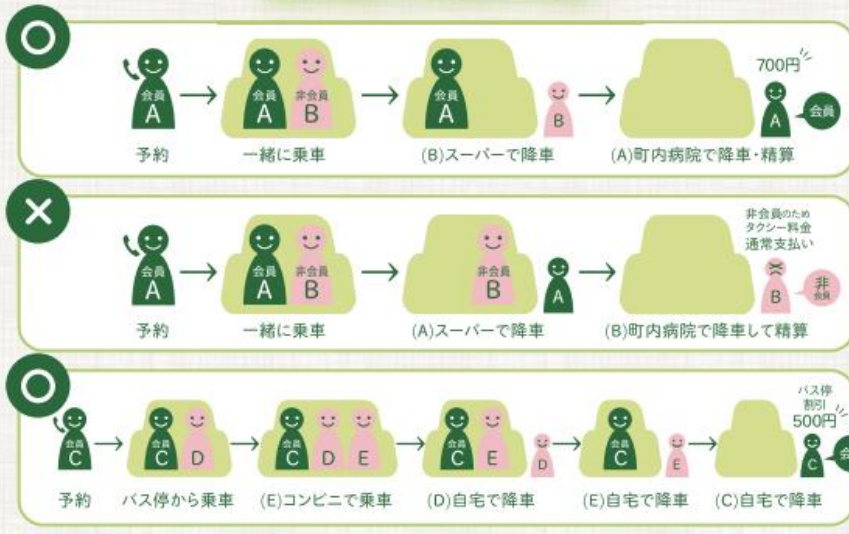 700円
会員
A
会員
A
非会員
B
会員
A
B
A
会員
予約
一緒に乗車
(B)スーパーで降車
(A)町内病院で降車・精算
非会員のため
タクシー料金
通常支払い
会員
A
会員
A
非会員
B
非会員
B
A
B
非
会員
予約
一緒に乗車
(A)スーパーで降車
(B)町内病院で降車して精算
バス停
割引
500円
会員
C
会員
C
D
会員
C
D
E
会員
C
E
D
会員
C
E
C
予約
バス停から乗車
(E)コンビニで乗車
(D)自宅で降車
(E)自宅で降車
(C)自宅で降車